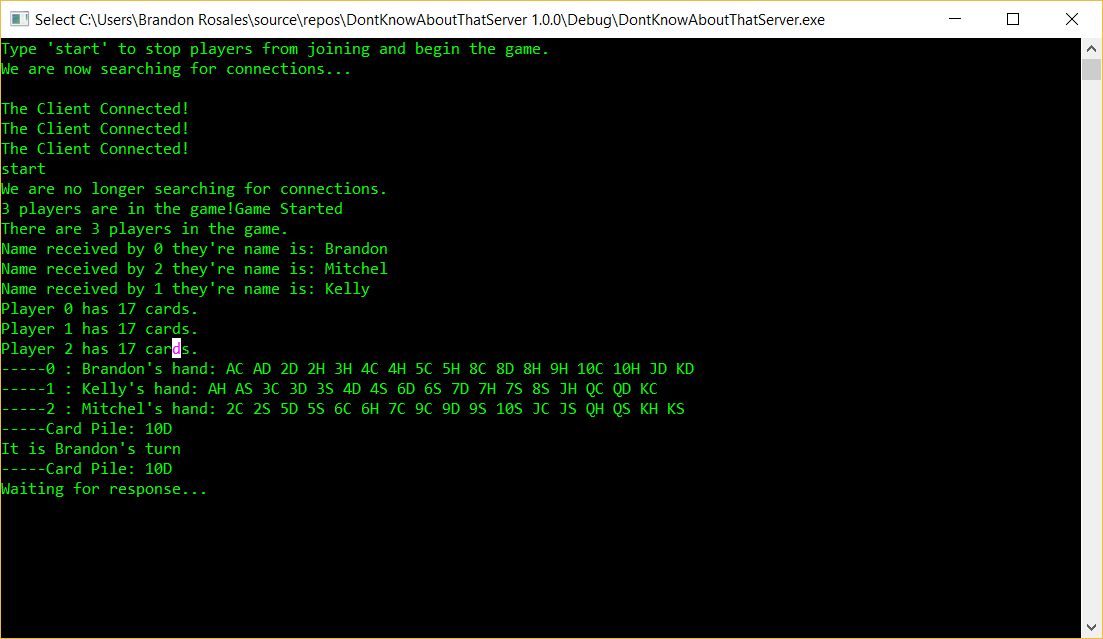 Select C:\Users\Brandon Rosales\source\repos\DontKnowAboutThatServer 1.0.0\Debug\DontKnowAboutThatServer.exe
Type 'start' to stop players from joining and begin the game.
We are now searching for connections...
The Client Connected!
The Client Connected!
The Client Connected!
start
We are no longer searching for connections.
3 players are in the game!Game Started
There are 3 players in the game.
Name received by 0 they're name is: Brandon
Name received by 2 they're name is: Mitchel
Name received by 1 they're name is: Kelly
Player 0 has 17 cards.
Player 1 has 17 cards.
Player 2 has 17 cards.
-----0 : Brandon's hand: AC AD 2D 2H 3H 4C 4H 5C 5H 8C 8D 8H 9H 10C 10H JD KD
-----1 : Kelly's hand: AH AS 3C 3D 3S 4D 4S 6D 6S 7D 7H 7S 8S JH QC QD KC
-----2 : Mitchel's hand: 2C 2S 5D 5S 6C 6H 7C 9C 9D 9S 10S JC JS QH QS KH KS
-----Card Pile: 10D
It is Brandon's turn
-----Card Pile: 10D
Waiting for response...